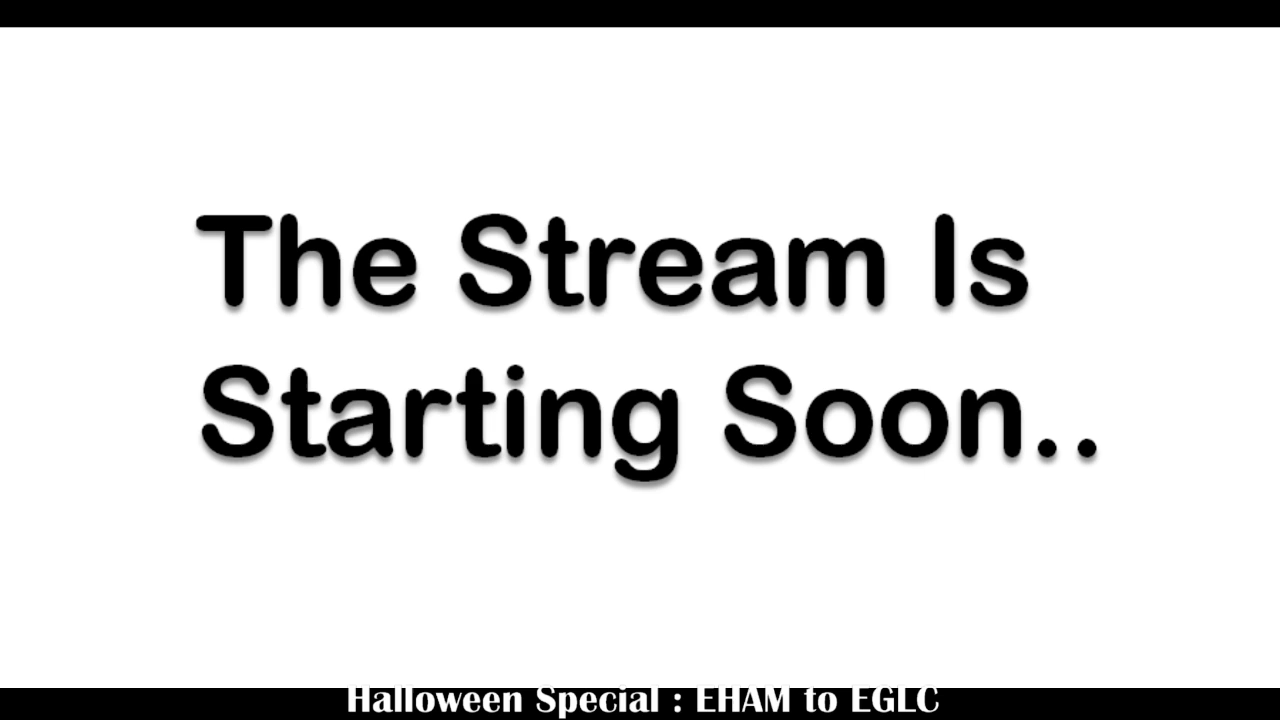 The Stream Is
Starting Soon..
Halloween Special : EHAM to EGLC